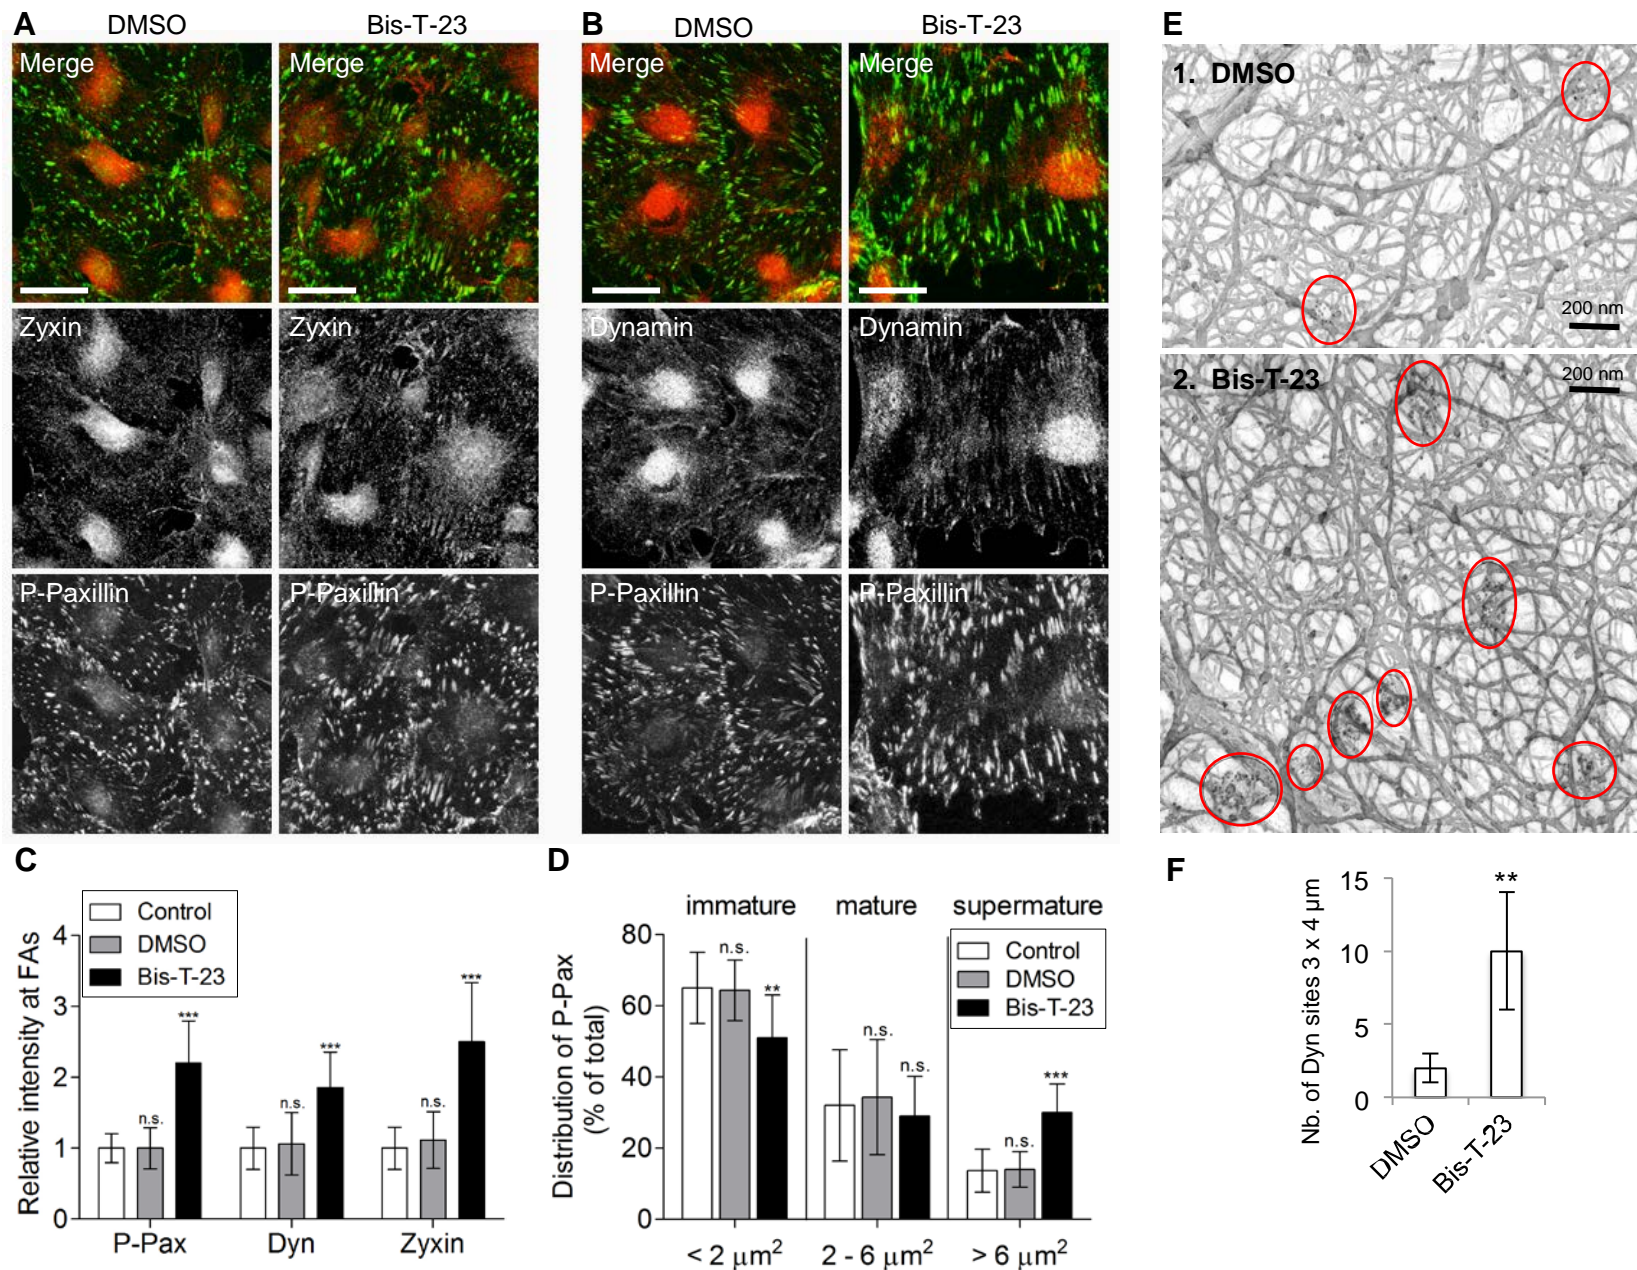 A
DMSO
Bis-T-23
Merge
Merge
Zyxin
Zyxin
P-Paxillin
P-Paxillin
B
DMSO
Bis-T-23
Merge
Merge
Dynamin
Dynamin
P-Paxillin
P-Paxillin
E
1. DMSO
200 nm
2. Bis-T-23
200 nm
C
Control
DMSO
Bis-T-23
Relative intensity at FAs
4
3
2
1
0
n.s.
***
n.s.
***
n.s.
***
P-Pax
Dyn
Zyxin
D
immature
mature
supermature
Control
DMSO
Bis-T-23
Distribution of P-Pax
(% of total)
80
60
40
20
0
n.s.
**
n.s.
n.s.
n.s.
***
< 2 μm²
2 - 6 μm²
> 6 μm²
F
Nb. of Dyn sites 3 x 4 μm
15
10
5
0
**
DMSO
Bis-T-23